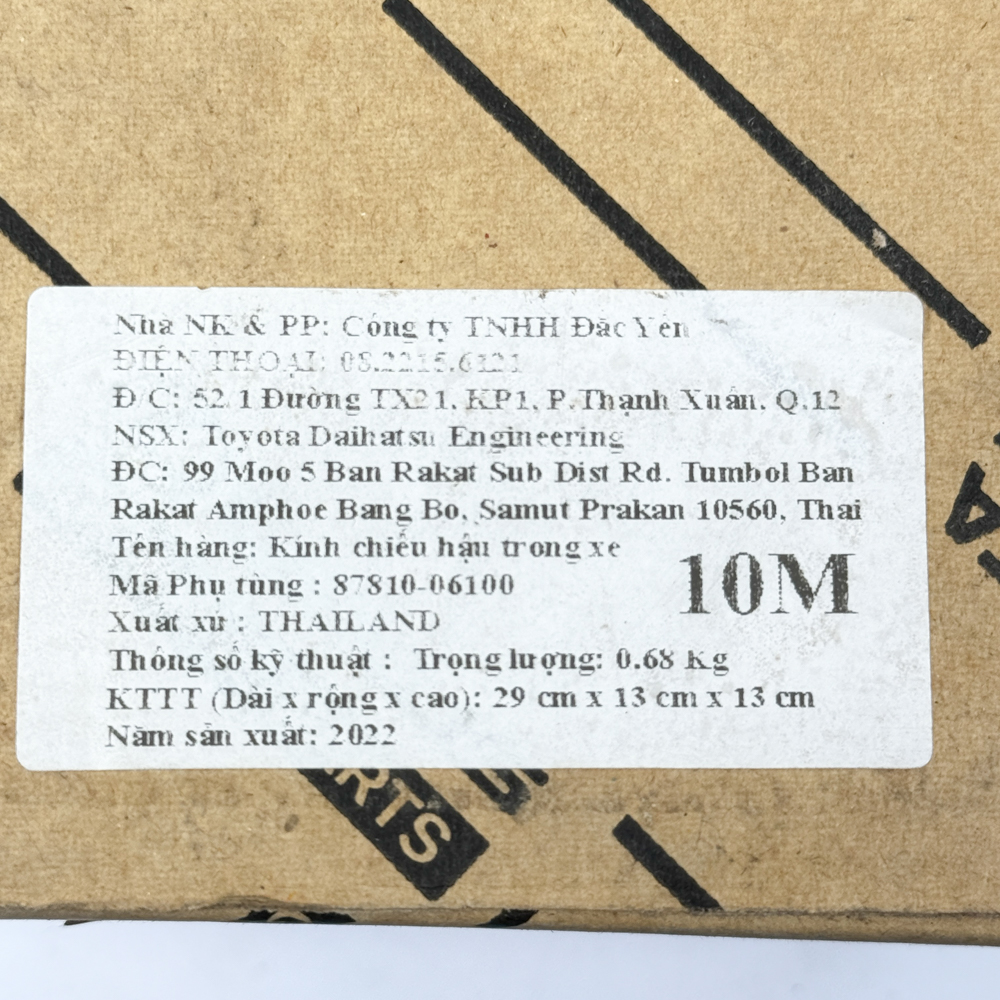 Nhà NK & PP: Công ty TNHH Đăc Yến
ĐIỆN THOẠI: 08.2215.6121
Đ/C: 52/1 Đường TX21, KP1, P.Thạnh Xuân, Q.12
NSX: Toyota Daihatsu Engineering
ĐC: 99 Moo 5 Ban Rakat Sub Dist Rd. Tumbol Ban
Rakat Amphoe Bang Bo, Samut Prakan 10560, Thai
Tên hàng: Kính chiếu hậu trong xe
Mã Phụ tùng : 87810-06100
10M
Xuất xứ : THAILAND
Thông số kỹ thuật : Trọng lượng: 0.68 Kg
KTTT (Dài x rộng x cao): 29 cm x 13 cm x 13 cm
Năm sản xuất: 2022